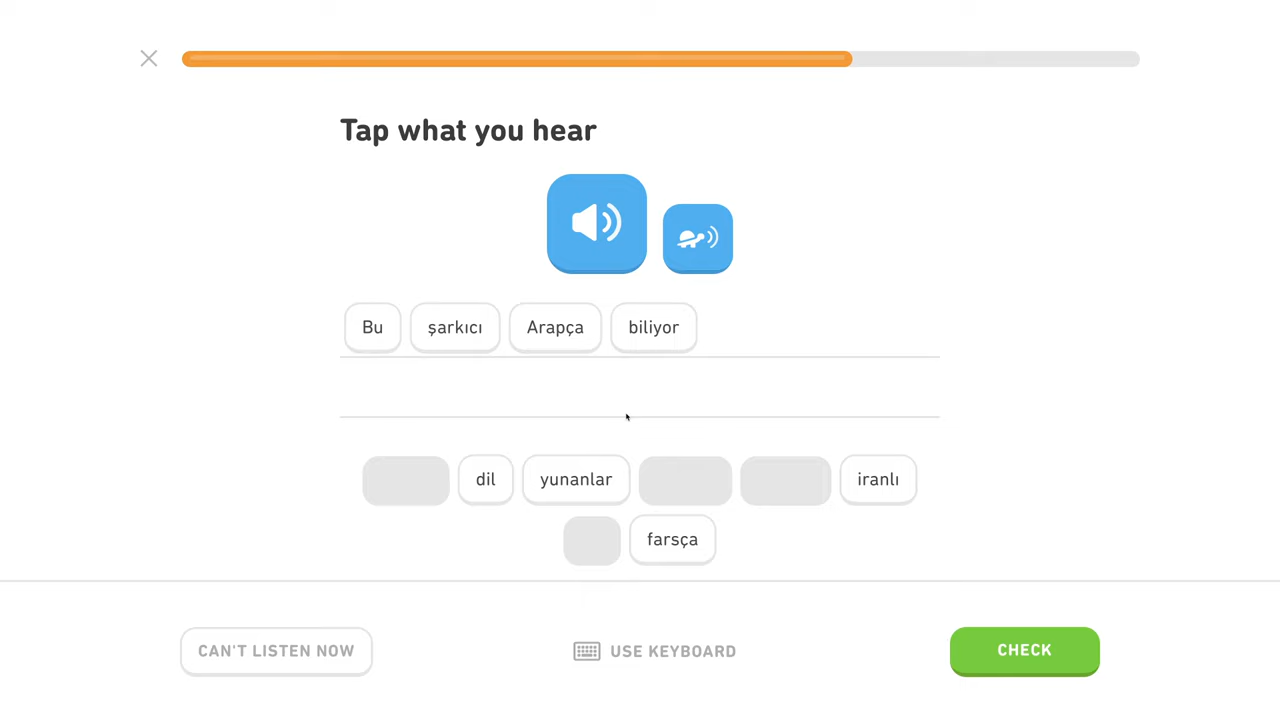 Tap what you hear
Bu şarkıcı Arapça biliyor
dil yunanlar iranlı
farsça
CAN'T LISTEN NOW USE KEYBOARD CHECK